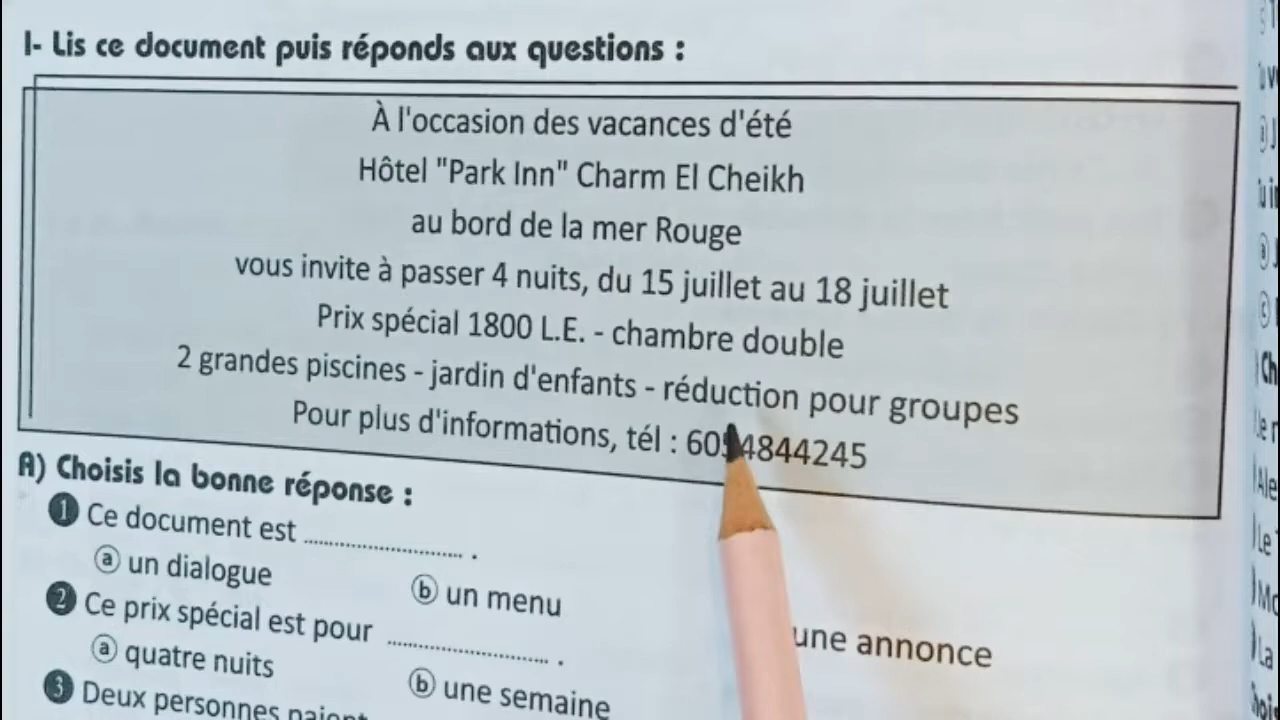 I- Lis ce document puis réponds aux questions :
À l'occasion des vacances d'été
Hôtel "Park Inn" Charm El Cheikh
au bord de la mer Rouge
vous invite à passer 4 nuits, du 15 juillet au 18 juillet
Prix spécial 1800 L.E. - chambre double
2 grandes piscines - jardin d'enfants - réduction pour groupes
Pour plus d'informations, tél : 6094844245
A) Choisis la bonne réponse :
1 Ce document est .................... .
a un dialogue b un menu une annonce
2 Ce prix spécial est pour .................... .
a quatre nuits b une semaine
3 Deux personnes paient